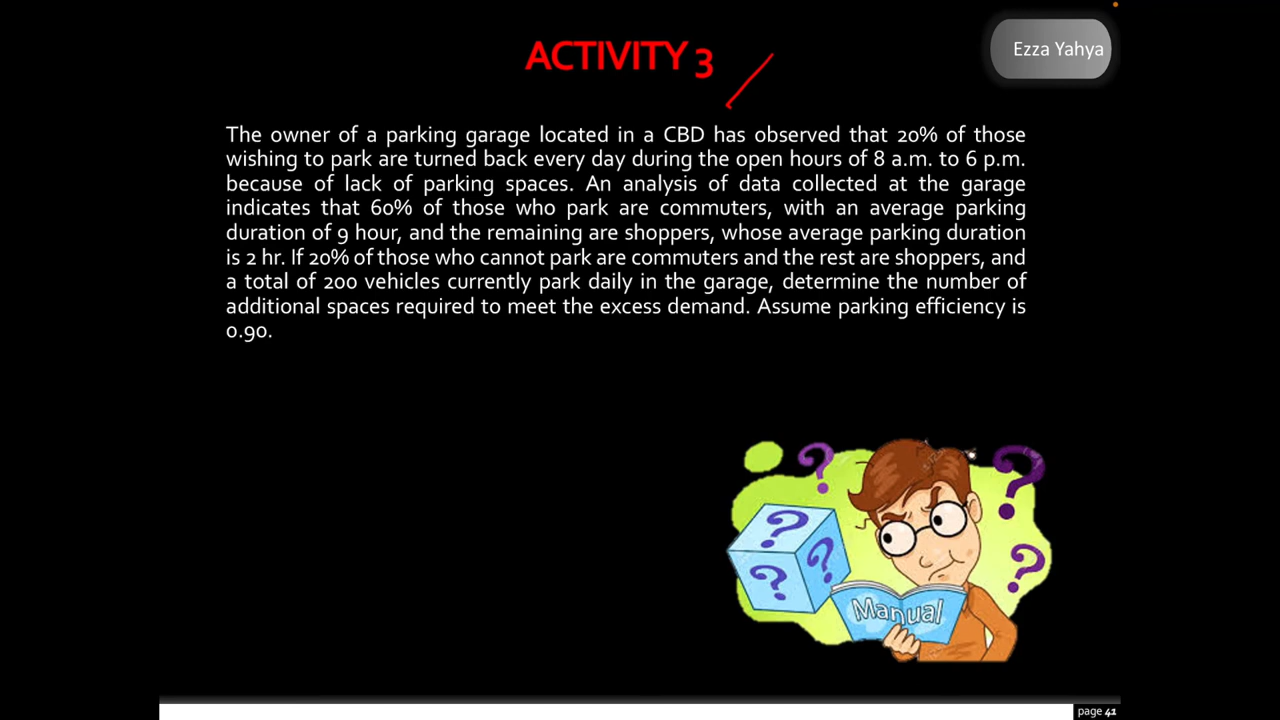 Ezza Yahya
ACTIVITY 3
The owner of a parking garage located in a CBD has observed that 20% of those
wishing to park are turned back every day during the open hours of 8 a.m. to 6 p.m.
because of lack of parking spaces. An analysis of data collected at the garage
indicates that 60% of those who park are commuters, with an average parking
duration of 9 hour, and the remaining are shoppers, whose average parking duration
is 2 hr. If 20% of those who cannot park are commuters and the rest are shoppers, and
a total of 200 vehicles currently park daily in the garage, determine the number of
additional spaces required to meet the excess demand. Assume parking efficiency is
0.90.
?
?
?
?
?
?
Manual
page 41